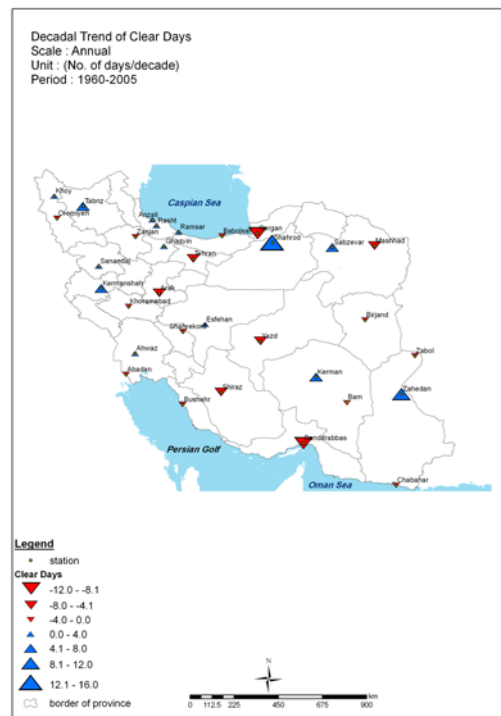 Decadal Trend of Clear Days
Scale : Annual
Unit : (No. of days/decade)
Period : 1960-2005
Khoy
Tabriz
Oromiyeh
Caspian Sea
Anzali
Rasht
Ramsar
Zanjan
Ghazvin
Babolsar
Gorgan
Shahrod
Tehran
Sabzevar
Mashhad
Sanandaj
Kermanshah
Arak
Khoramabad
Shahrekord
Esfehan
Birjand
Yazd
Zabol
Ahwaz
Abadan
Shiraz
Kerman
Bam
Zahedan
Bushehr
Persian Golf
Bandarabbas
Oman Sea
Chabahar
Legend
station
Clear Days
-12.0 - -8.1
-8.0 - -4.1
-4.0 - 0.0
0.0 - 4.0
4.1 - 8.0
8.1 - 12.0
12.1 - 16.0
border of province
N
km
0 112.5 225 450 675 900